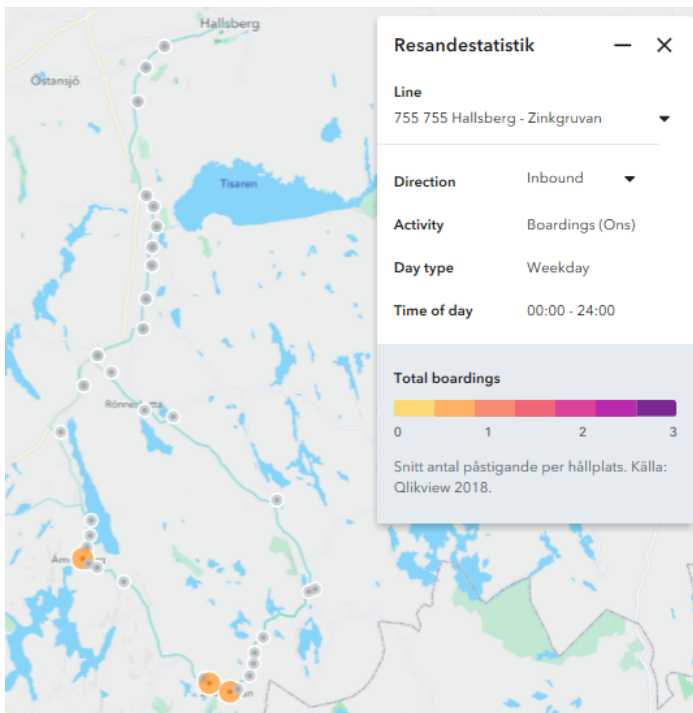 Hallsberg
Östansjö
Tisaren
Resandestatistik
Line
755 755 Hallsberg - Zinkgruvan
Direction Inbound
Activity Boardings (Ons)
Day type Weekday
Time of day 00:00 - 24:00
Total boardings
0 1 2 3
Snitt antal påstigande per hållplats. Källa:
Qlikview 2018.